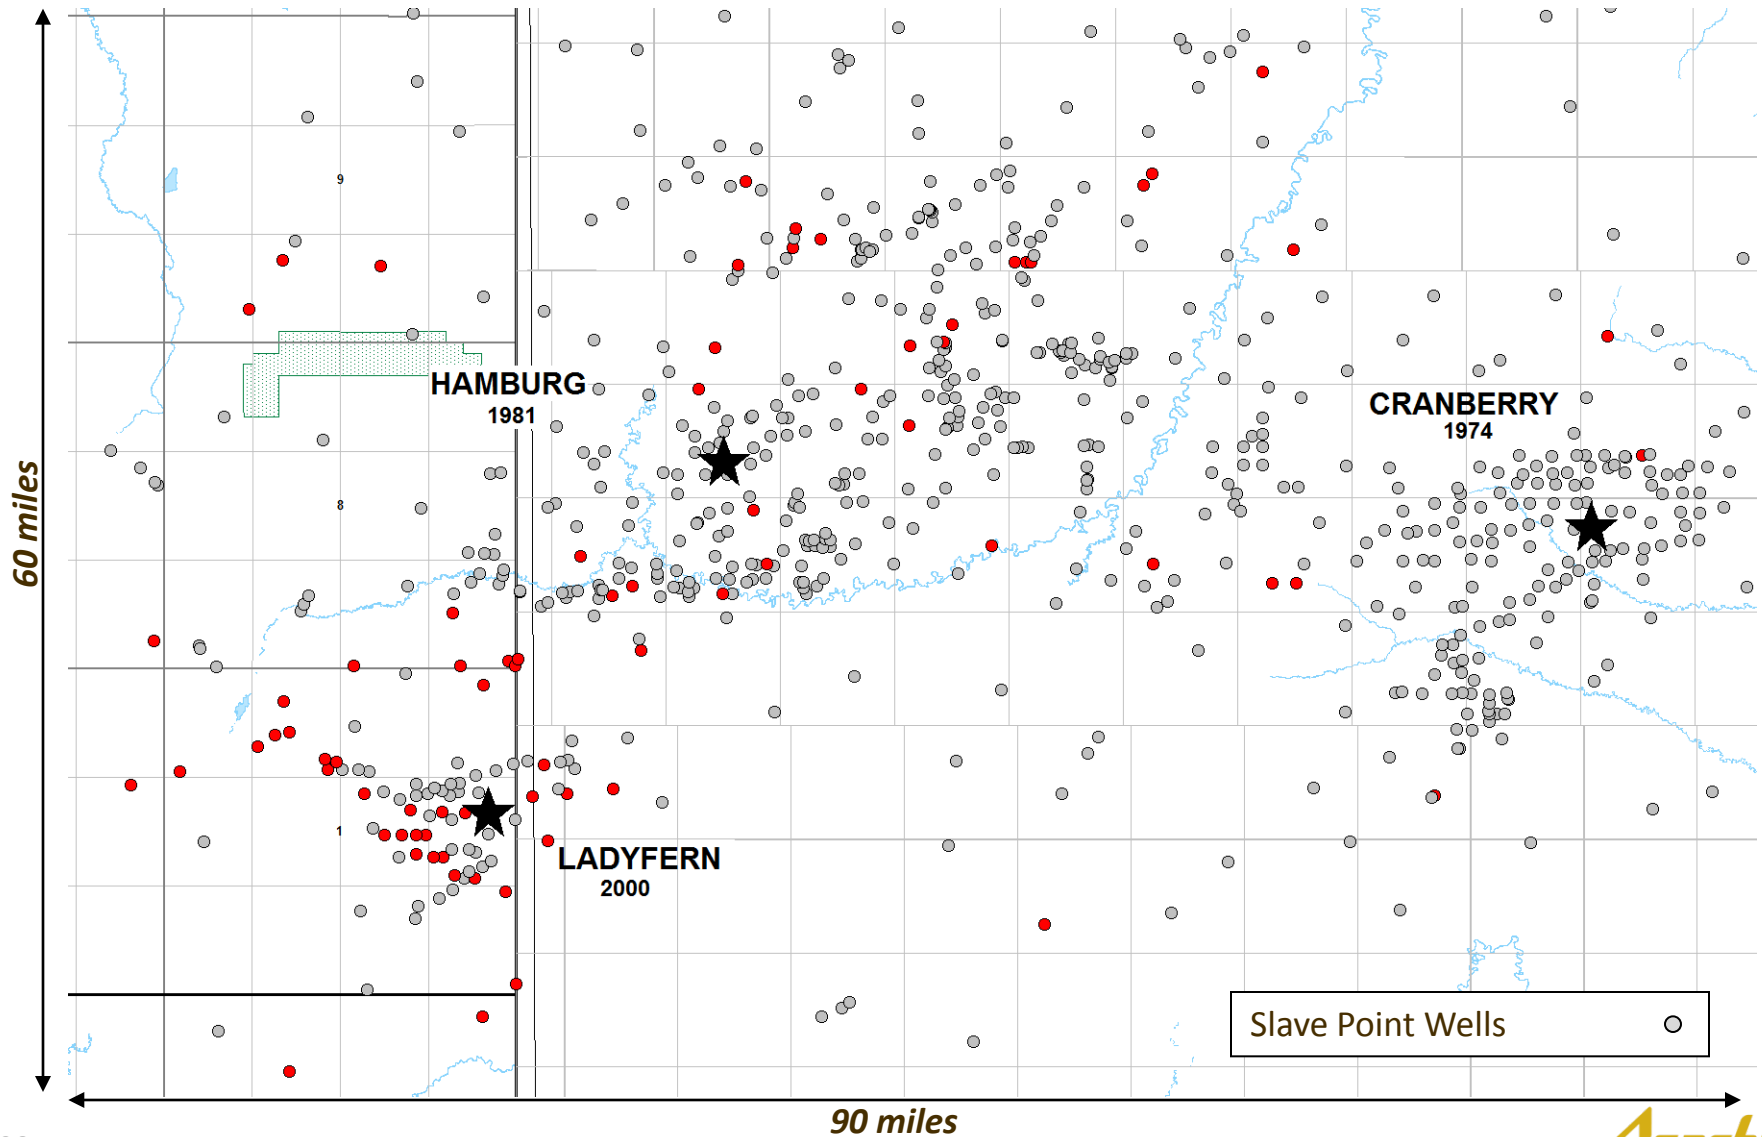 9
HAMBURG
1981
CRANBERRY
1974
60 miles
8
1
LADYFERN
2000
Slave Point Wells
90 miles